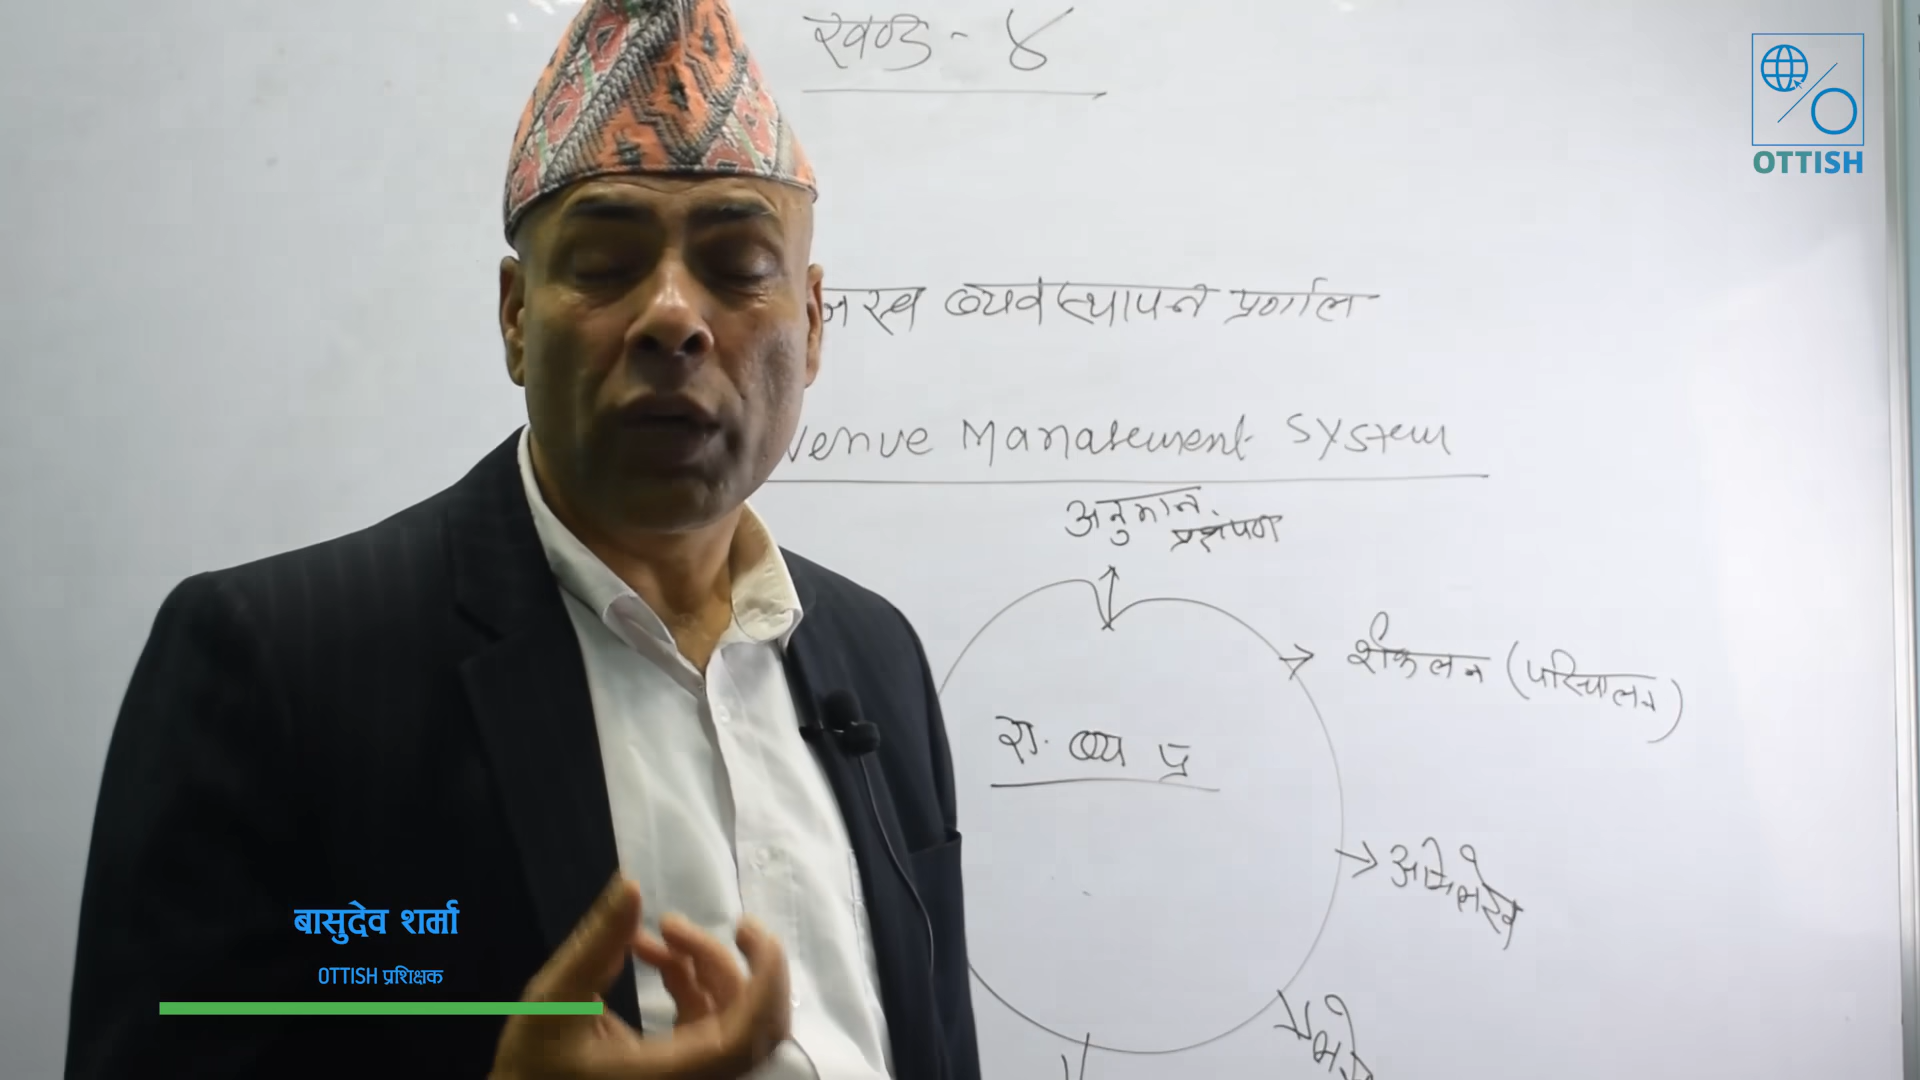 खण्ड - ४
OTTISH
जस्व व्यवस्थापन प्रणालि
venue Management System
अनुमान.
प्रक्षेपण
संकलन (परिचालन)
रा. व्य प्र
अभिलेख
बासुदेव शर्मा
OTTISH प्रशिक्षक